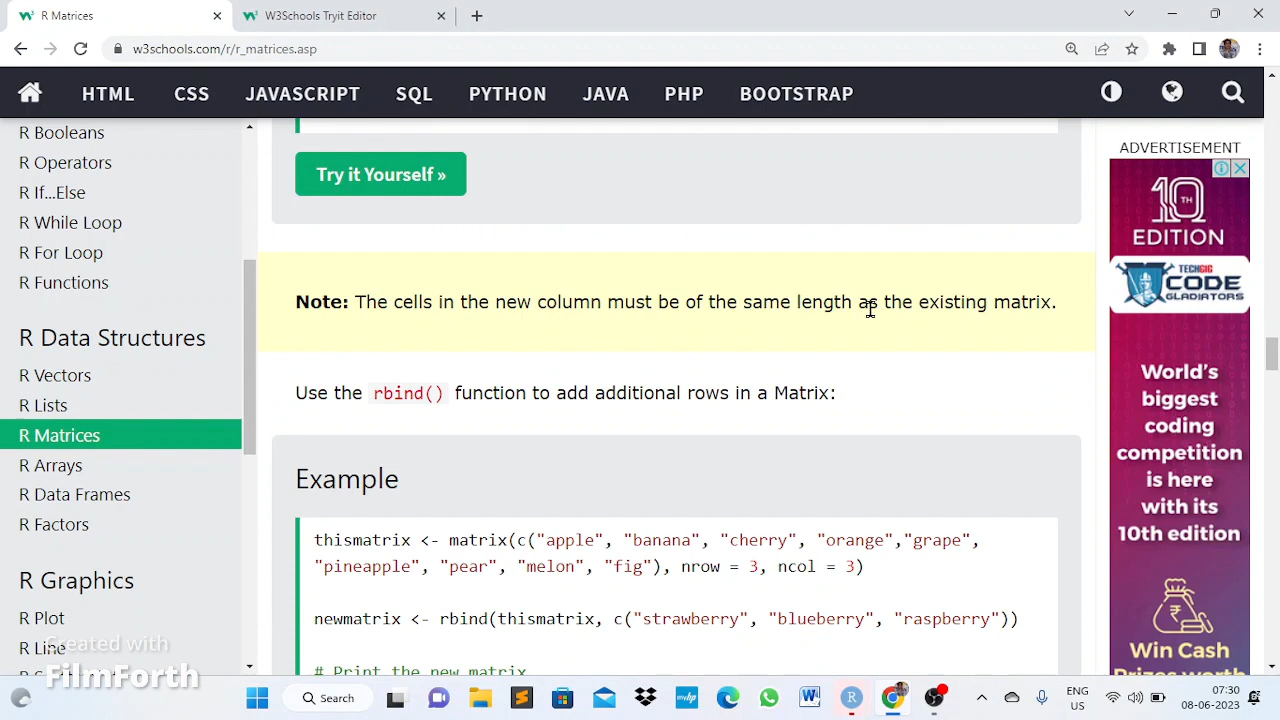 R Matrices
W3Schools Tryit Editor
w3schools.com/r/r_matrices.asp
HTML CSS JAVASCRIPT SQL PYTHON JAVA PHP BOOTSTRAP
R Booleans
R Operators
R If...Else
R While Loop
R For Loop
R Functions
R Data Structures
R Vectors
R Lists
R Matrices
R Arrays
R Data Frames
R Factors
R Graphics
R Plot
R Line
Try it Yourself »
Note: The cells in the new column must be of the same length as the existing matrix.
Use the rbind() function to add additional rows in a Matrix:
Example
thismatrix <- matrix(c("apple", "banana", "cherry", "orange","grape",
"pineapple", "pear", "melon", "fig"), nrow = 3, ncol = 3)
newmatrix <- rbind(thismatrix, c("strawberry", "blueberry", "raspberry"))
# Print the new matrix
ADVERTISEMENT
10TH
EDITION
TECHGIG
CODE
GLADIATORS
World's
biggest
coding
competition
is here
with its
10th edition
₹
Win Cash
Prizes worth
Created with
FilmForth
Search
myhp
W
R
ENG
US
07:30
08-06-2023